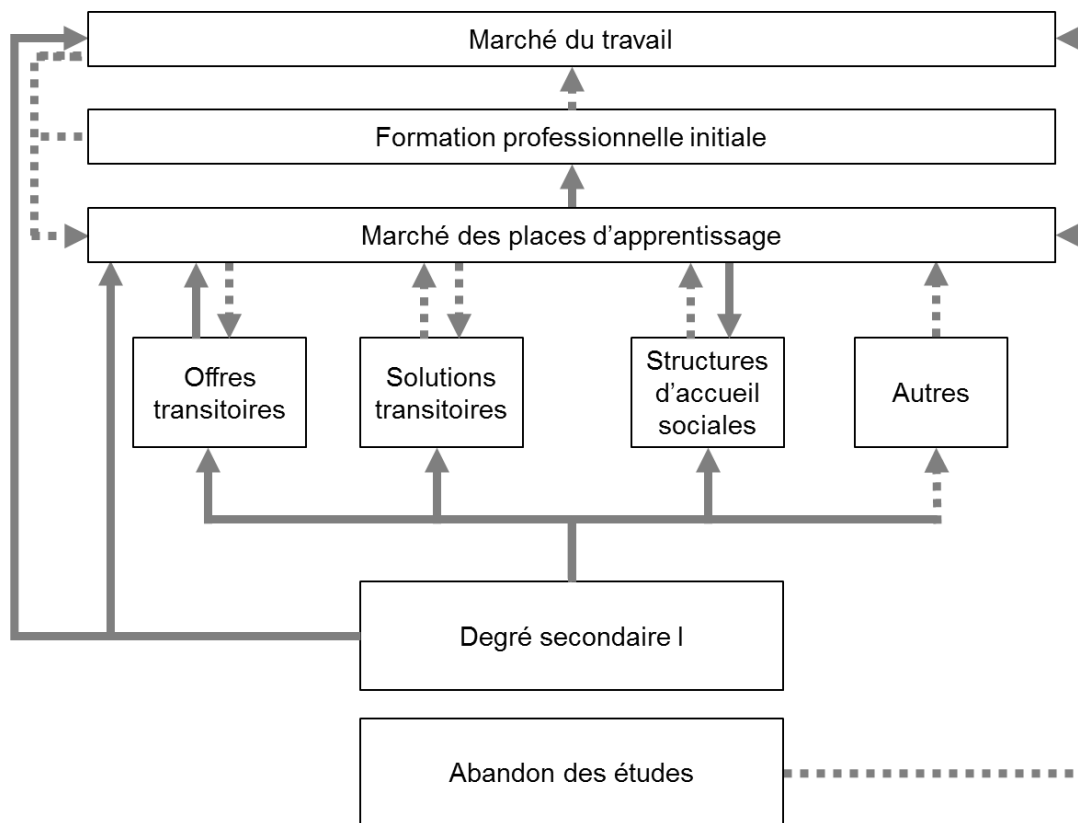 Marché du travail
Formation professionnelle initiale
Marché des places d’apprentissage
Offres
transitoires
Solutions
transitoires
Structures
d’accueil
sociales
Autres
Degré secondaire I
Abandon des études